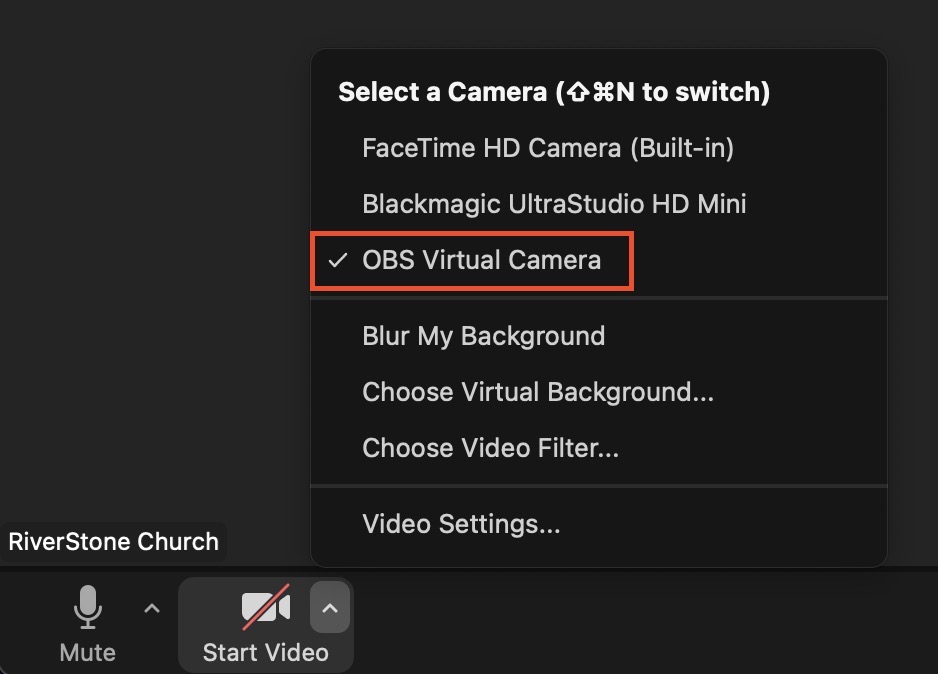 Select a Camera (⇧⌘N to switch)
FaceTime HD Camera (Built-in)
Blackmagic UltraStudio HD Mini
✓ OBS Virtual Camera
Blur My Background
Choose Virtual Background...
Choose Video Filter...
Video Settings...
RiverStone Church
Mute
Start Video